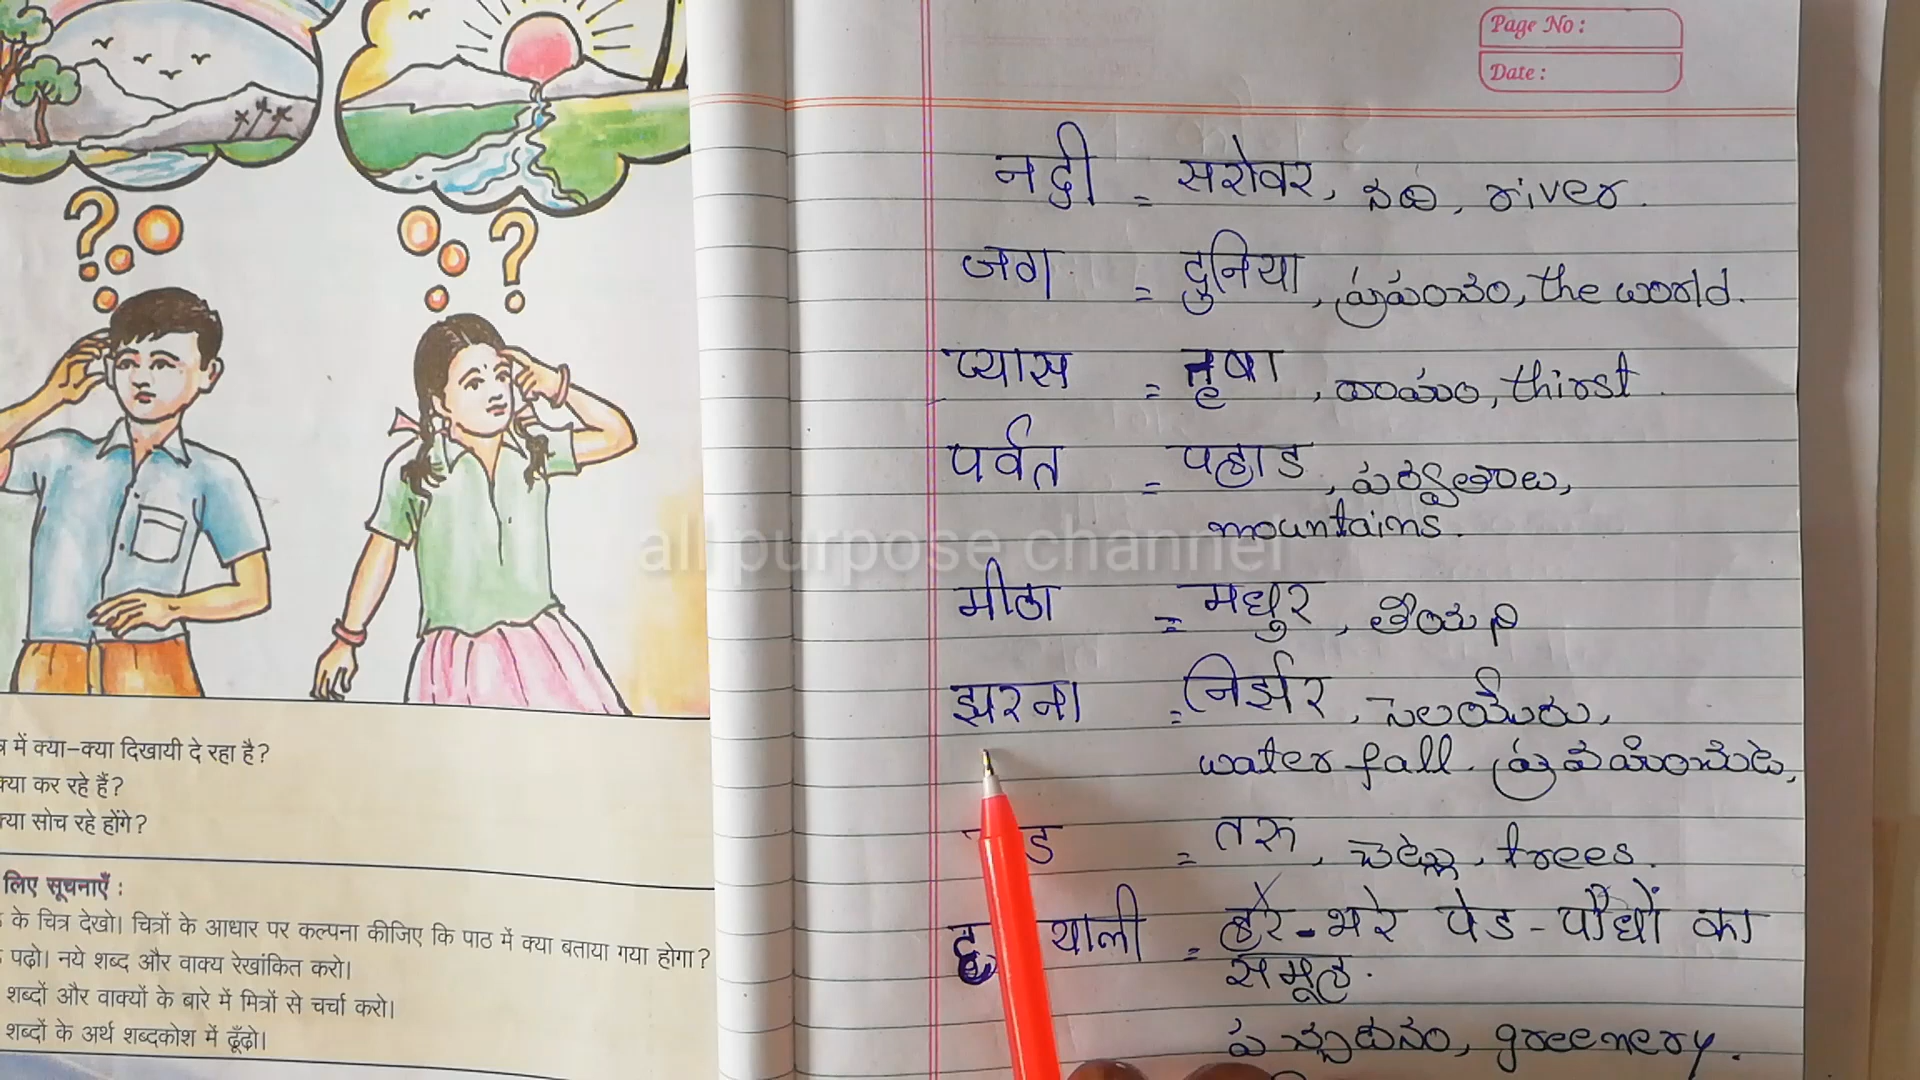 Page No :
Date :
नदी = सरोवर, నది, river.
जग = दुनिया, ప్రపంచం, the world.
प्यास = तृषा, దాహం, thirst.
पर्वत = पहाड, పర్వతాలు,
mountains.
मीठा = मधुर, తీయని
झरना = निर्झर, సెలయేరు,
water fall. ప్రవహించుట,
ड = तरु, చెట్లు, trees.
ह याली = हरे-भरे पेड-पौधों का
समूह.
పచ్చదనం, greenery.
all purpose channel
में क्या-क्या दिखायी दे रहा है?
क्या कर रहे हैं?
क्या सोच रहे होंगे?
लिए सूचनाएँ :
के चित्र देखो। चित्रों के आधार पर कल्पना कीजिए कि पाठ में क्या बताया गया होगा?
पढ़ो। नये शब्द और वाक्य रेखांकित करो।
शब्दों और वाक्यों के बारे में मित्रों से चर्चा करो।
शब्दों के अर्थ शब्दकोश में ढूँढ़ो।